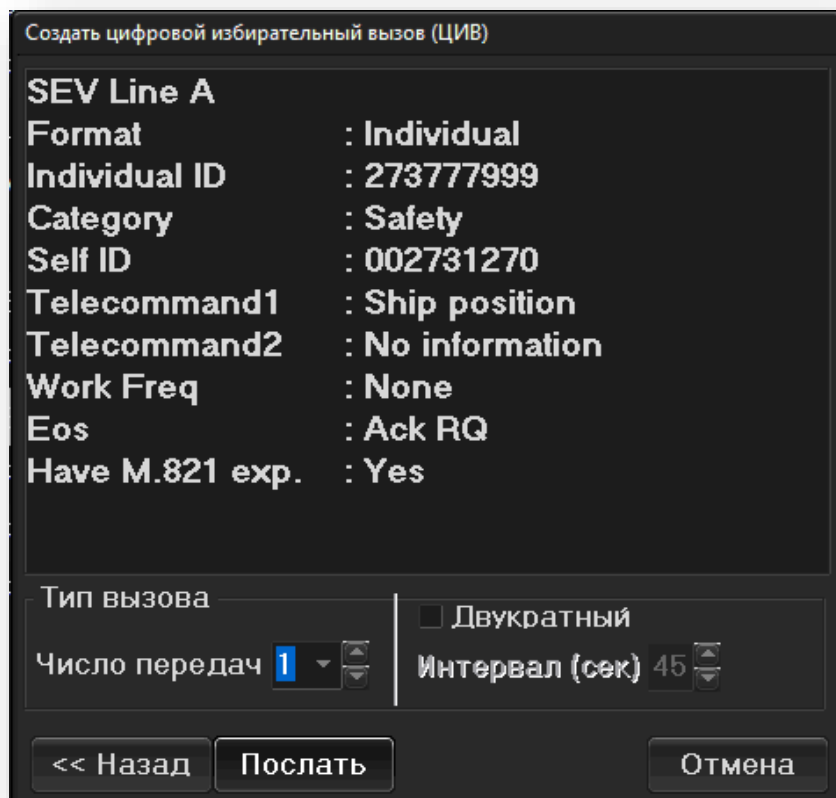 Создать цифровой избирательный вызов (ЦИВ)
SEV Line A
Format : Individual
Individual ID : 273777999
Category : Safety
Self ID : 002731270
Telecommand1 : Ship position
Telecommand2 : No information
Work Freq : None
Eos : Ack RQ
Have M.821 exp. : Yes
Тип вызова
Число передач 1
Двукратный
Интервал (сек) 45
<< Назад Послать Отмена